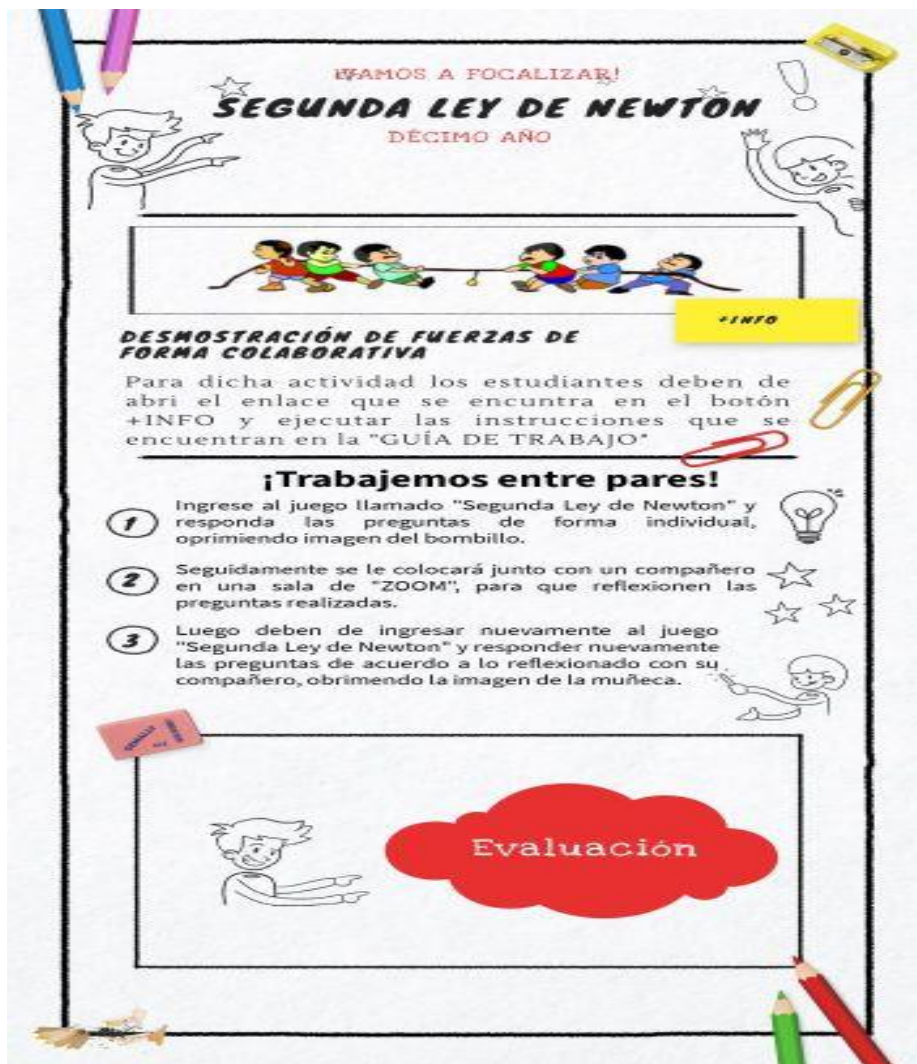 ¡VAMOS A FOCALIZAR!
SEGUNDA LEY DE NEWTON
DÉCIMO AÑO
+INFO
DESMOSTRACIÓN DE FUERZAS DE
FORMA COLABORATIVA
Para dicha actividad los estudiantes deben de
abri el enlace que se encuntra en el botón
+INFO y ejecutar las instrucciones que se
encuentran en la "GUÍA DE TRABAJO"
¡Trabajemos entre pares!
1 Ingrese al juego llamado "Segunda Ley de Newton" y
responda las preguntas de forma individual,
oprimiendo imagen del bombillo.
2 Seguidamente se le colocará junto con un compañero
en una sala de "ZOOM", para que reflexionen las
preguntas realizadas.
3 Luego deben de ingresar nuevamente al juego
"Segunda Ley de Newton" y responder nuevamente
las preguntas de acuerdo a lo reflexionado con su
compañero, obrimendo la imagen de la muñeca.
Evaluación